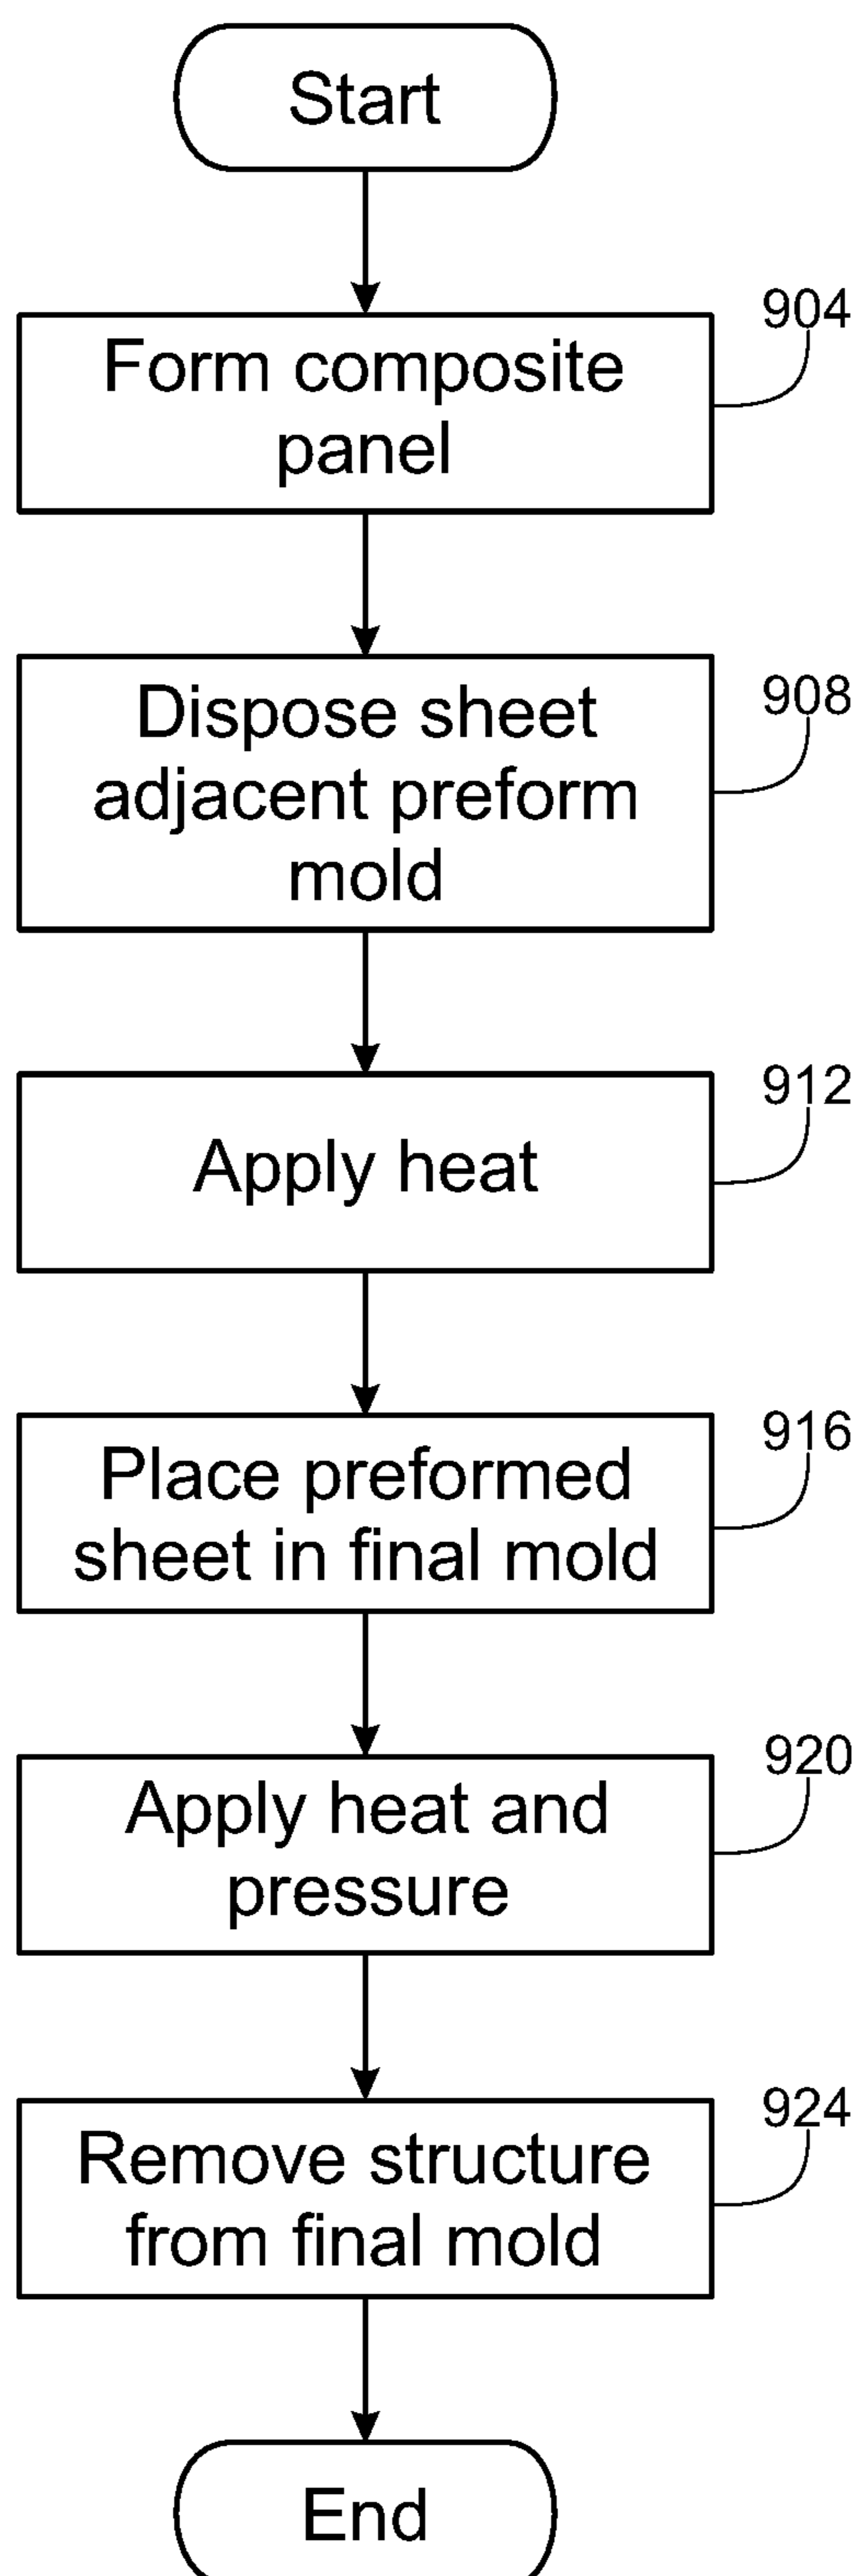 Start
904
Form composite
panel
908
Dispose sheet
adjacent preform
mold
912
Apply heat
916
Place preformed
sheet in final mold
920
Apply heat and
pressure
924
Remove structure
from final mold
End